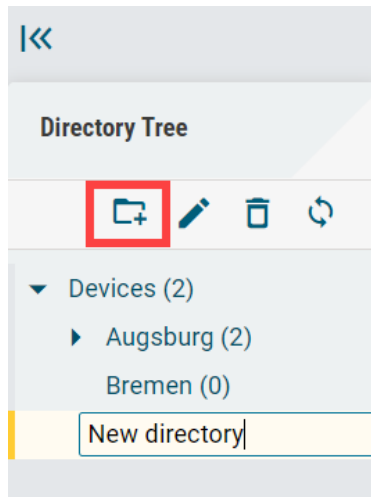 Directory Tree
Devices (2)
Augsburg (2)
Bremen (0)
New directory